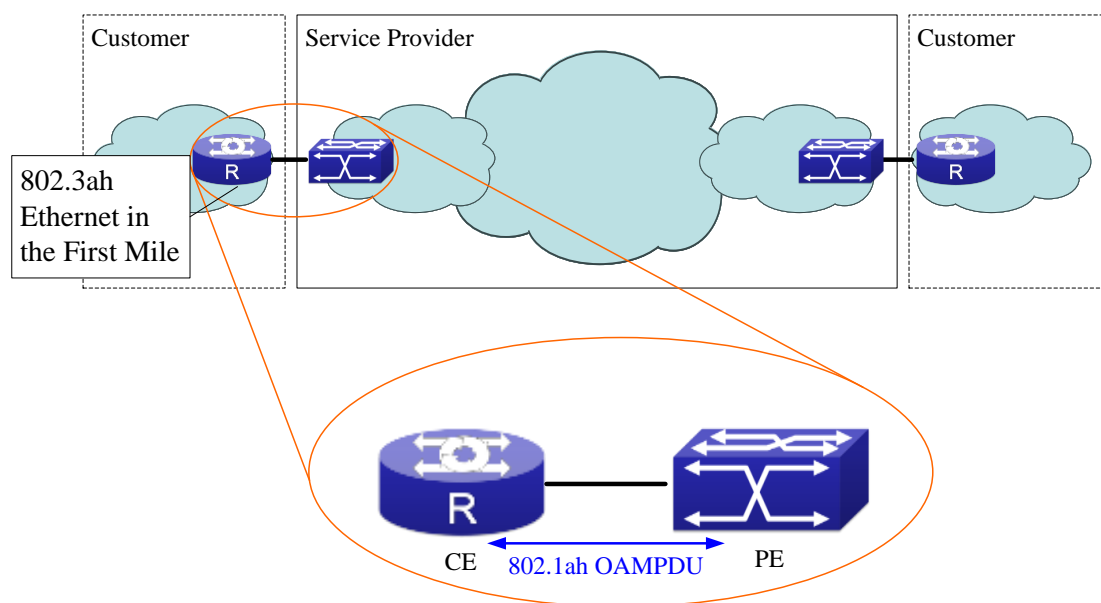 Customer
Service Provider
Customer
802.3ah
Ethernet in
the First Mile
R
R
R
CE
802.1ah OAMPDU
PE